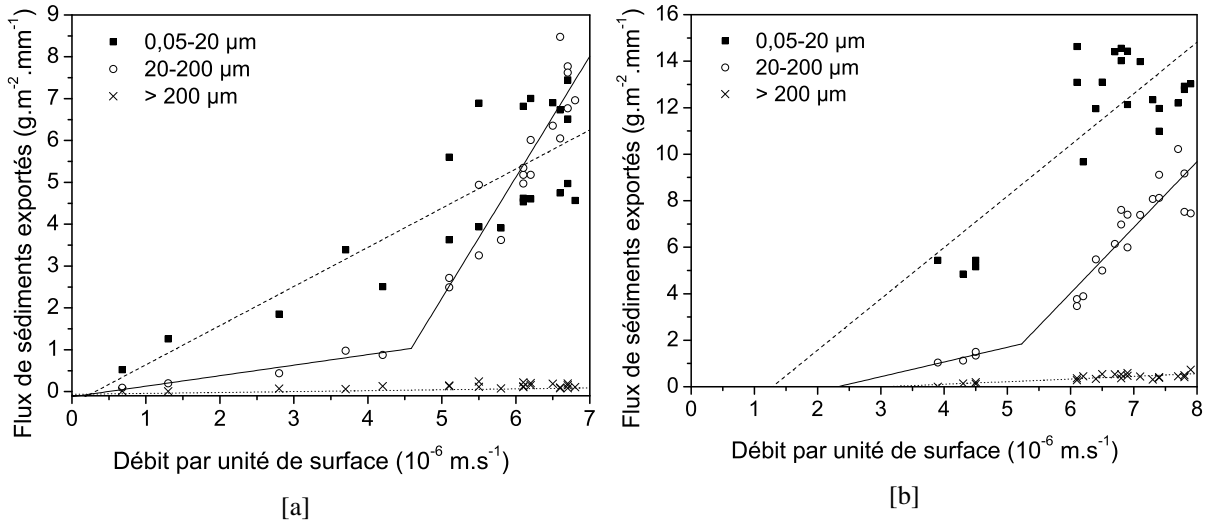 Flux de sédiments exportés (g.m⁻².mm⁻¹)
9
8
7
6
5
4
3
2
1
0
0,05-20 µm
20-200 µm
> 200 µm
0 1 2 3 4 5 6 7
Débit par unité de surface (10⁻⁶ m.s⁻¹)
[a]
Flux de sédiments exportés (g.m⁻².mm⁻¹)
16
14
12
10
8
6
4
2
0
0,05-20 µm
20-200 µm
> 200 µm
0 1 2 3 4 5 6 7 8
Débit par unité de surface (10⁻⁶ m.s⁻¹)
[b]